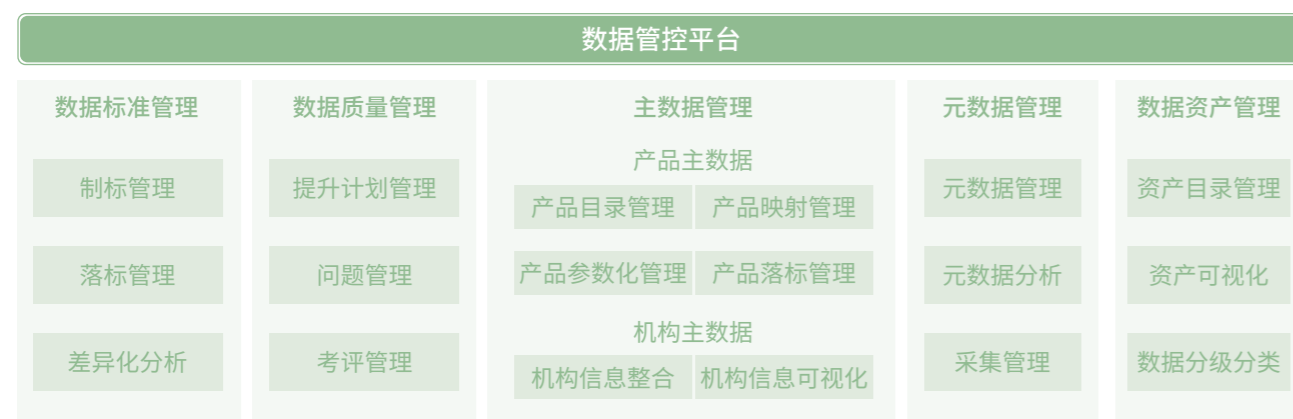 数据管控平台
数据标准管理
制标管理
落标管理
差异化分析
数据质量管理
提升计划管理
问题管理
考评管理
主数据管理
产品主数据
产品目录管理 产品映射管理
产品参数化管理 产品落标管理
机构主数据
机构信息整合 机构信息可视化
元数据管理
元数据管理
元数据分析
采集管理
数据资产管理
资产目录管理
资产可视化
数据分级分类